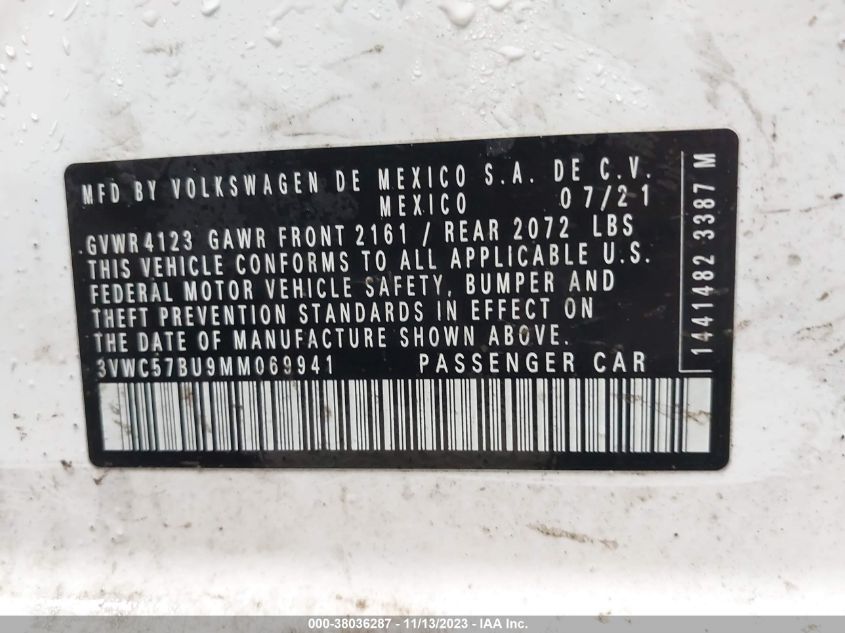 MFD BY VOLKSWAGEN DE MEXICO S.A. DE C.V.
MEXICO 07/21
GVWR 4123 GAWR FRONT 2161 / REAR 2072 LBS
THIS VEHICLE CONFORMS TO ALL APPLICABLE U.S.
FEDERAL MOTOR VEHICLE SAFETY, BUMPER AND
THEFT PREVENTION STANDARDS IN EFFECT ON
THE DATE OF MANUFACTURE SHOWN ABOVE.
3VWC57BU9MM069941 PASSENGER CAR
1441482 3387 M
000-38036287 - 11/13/2023 - IAA Inc.